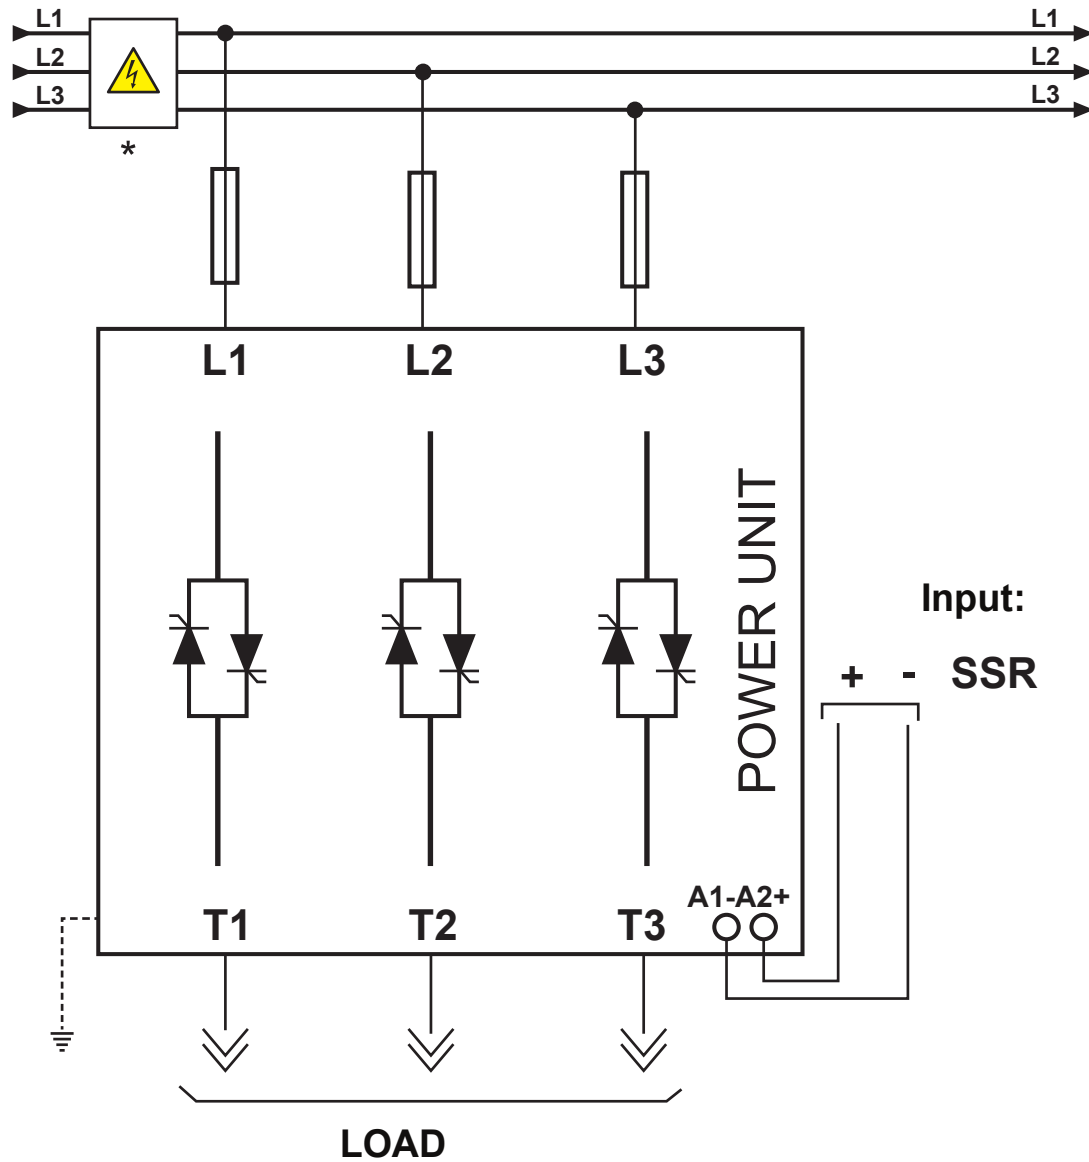 L1 L1
L2 L2
L3 L3
*
L1 L2 L3
POWER UNIT
Input:
+ - SSR
A1-A2+
T1 T2 T3
LOAD